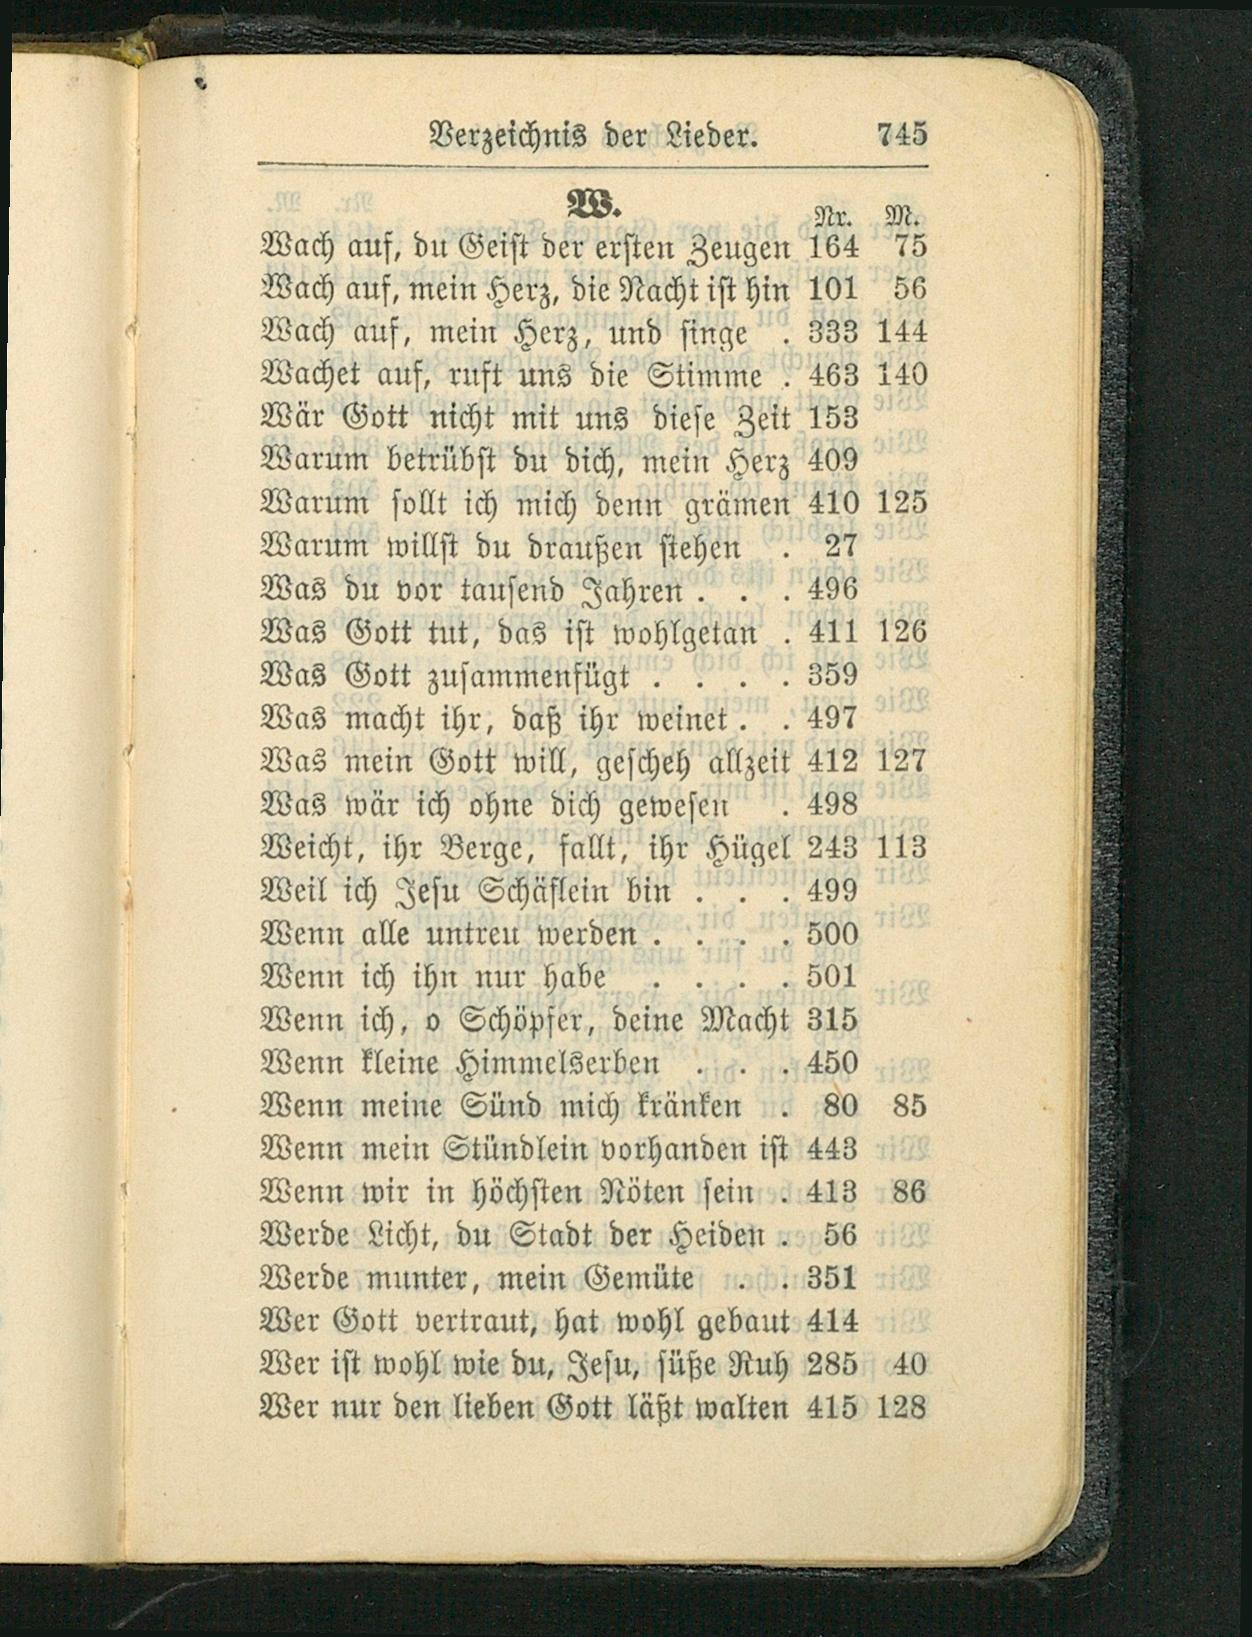 Verzeichnis der Lieder. 745
W.
Nr. M.
Wach auf, du Geist der ersten Zeugen 164 75
Wach auf, mein Herz, die Nacht ist hin 101 56
Wach auf, mein Herz, und singe . 333 144
Wachet auf, ruft uns die Stimme . 463 140
Wär Gott nicht mit uns diese Zeit 153
Warum betrübst du dich, mein Herz 409
Warum sollt ich mich denn grämen 410 125
Warum willst du draußen stehen . 27
Was du vor tausend Jahren . . . 496
Was Gott tut, das ist wohlgetan . 411 126
Was Gott zusammenfügt . . . . 359
Was macht ihr, daß ihr weinet . . 497
Was mein Gott will, gescheh allzeit 412 127
Was wär ich ohne dich gewesen . 498
Weicht, ihr Berge, fallt, ihr Hügel 243 113
Weil ich Jesu Schäflein bin . . . 499
Wenn alle untreu werden . . . . 500
Wenn ich ihn nur habe . . . . 501
Wenn ich, o Schöpfer, deine Macht 315
Wenn kleine Himmelserben . . . 450
Wenn meine Sünd mich kränken . 80 85
Wenn mein Stündlein vorhanden ist 443
Wenn wir in höchsten Nöten sein . 413 86
Werde Licht, du Stadt der Heiden . 56
Werde munter, mein Gemüte . . 351
Wer Gott vertraut, hat wohl gebaut 414
Wer ist wohl wie du, Jesu, süße Ruh 285 40
Wer nur den lieben Gott läßt walten 415 128